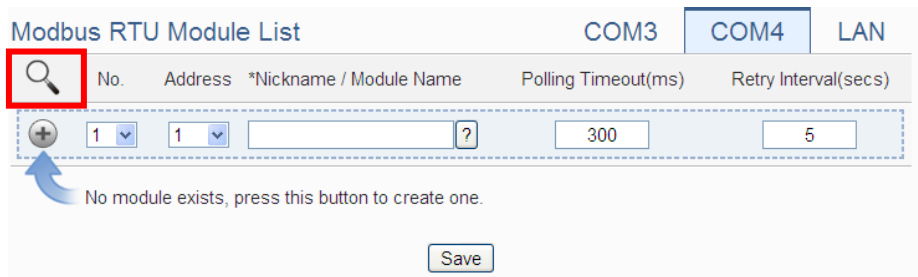 Modbus RTU Module List COM3 COM4 LAN
No. Address *Nickname / Module Name Polling Timeout(ms) Retry Interval(secs)
1 1 ? 300 5
No module exists, press this button to create one.
Save